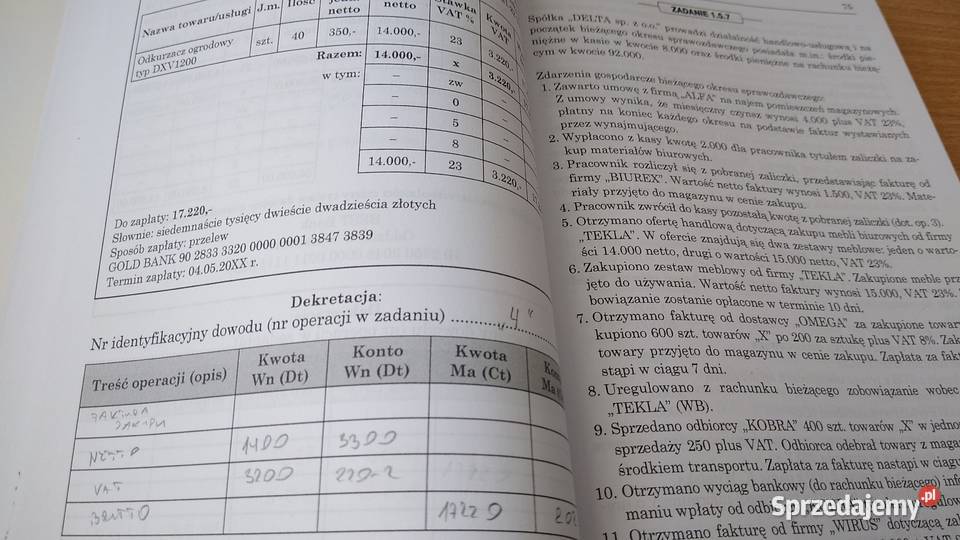 Nazwa towaru/usługi J.m. Ilość netto netto Stawka VAT % Kwota VAT
Odkurzacz ogrodowy typ DXV1200 szt. 40 350,- 14.000,- 23 3.220,-
Razem: 14.000,- x 3.220,-
w tym: – zw
– 0 –
– 5 –
– 8 –
14.000,- 23 3.220,-
Do zapłaty: 17.220,-
Słownie: siedemnaście tysięcy dwieście dwadzieścia złotych
Sposób zapłaty: przelew
GOLD BANK 90 2833 3320 0000 0001 3847 3839
Termin zapłaty: 04.05.20XX r.
Dekretacja:
Nr identyfikacyjny dowodu (nr operacji w zadaniu) 4"
Treść operacji (opis) Kwota Wn (Dt) Konto Wn (Dt) Kwota Ma (Ct)
NETTO 1400 3300
VAT 3200 220-2
BRUTTO 17220
75
ZADANIE 1.5.7
Spółka „DELTA sp. z o.o." prowadzi działalność handlowo-usługową i na
początek bieżącego okresu sprawozdawczego posiadała m.in.: środki pie-
niężne w kasie w kwocie 8.000 oraz środki pieniężne na rachunku bieżą-
cym w kwocie 92.000.
Zdarzenia gospodarcze bieżącego okresu sprawozdawczego:
1. Zawarto umowę z firmą „ALFA" na najem pomieszczeń magazynowych.
Z umowy wynika, że miesięczny czynsz wynosi 4.000 plus VAT 23%,
płatny na koniec każdego okresu na podstawie faktur wystawianych
przez wynajmującego.
2. Wypłacono z kasy kwotę 2.000 dla pracownika tytułem zaliczki na za-
kup materiałów biurowych.
3. Pracownik rozliczył się z pobranej zaliczki, przedstawiając fakturę od
firmy „BIUREX". Wartość netto faktury wynosi 1.500, VAT 23%. Mate-
riały przyjęto do magazynu w cenie zakupu.
4. Pracownik zwrócił do kasy pozostałą kwotę z pobranej zaliczki (dot. op. 3).
5. Otrzymano ofertę handlową dotyczącą zakupu mebli biurowych od firmy
„TEKLA". W ofercie znajdują się dwa zestawy meblowe: jeden o warto-
ści 14.000 netto, drugi o wartości 15.000 netto, VAT 23%.
6. Zakupiono zestaw meblowy od firmy „TEKLA". Zakupione meble
jęto do używania. Wartość netto faktury wynosi 15.000, VAT 23%.
bowiązanie zostanie opłacone w terminie 10 dni.
7. Otrzymano fakturę od dostawcy „OMEGA" za zakupione
kupiono 600 szt. towarów „X" po 200 za sztukę plus VAT 8%.
towary przyjęto do magazynu w cenie zakupu. Zapłata za
stąpi w ciągu 7 dni.
8. Uregulowano z rachunku bieżącego zobowiązanie wobec
„TEKLA" (WB).
9. Sprzedano odbiorcy „KOBRA" 400 szt. towarów „X" w
sprzedaży 250 plus VAT. Odbiorca odebrał towary z
środkiem transportu. Zapłata za fakturę nastąpi w ciągu
10. Otrzymano wyciąg bankowy (do rachunku bieżącego)
maniu wpłaty od
11. Otrzymano fakturę od firmy „WIRUS" dotyczącą
Sprzedajemy.pl